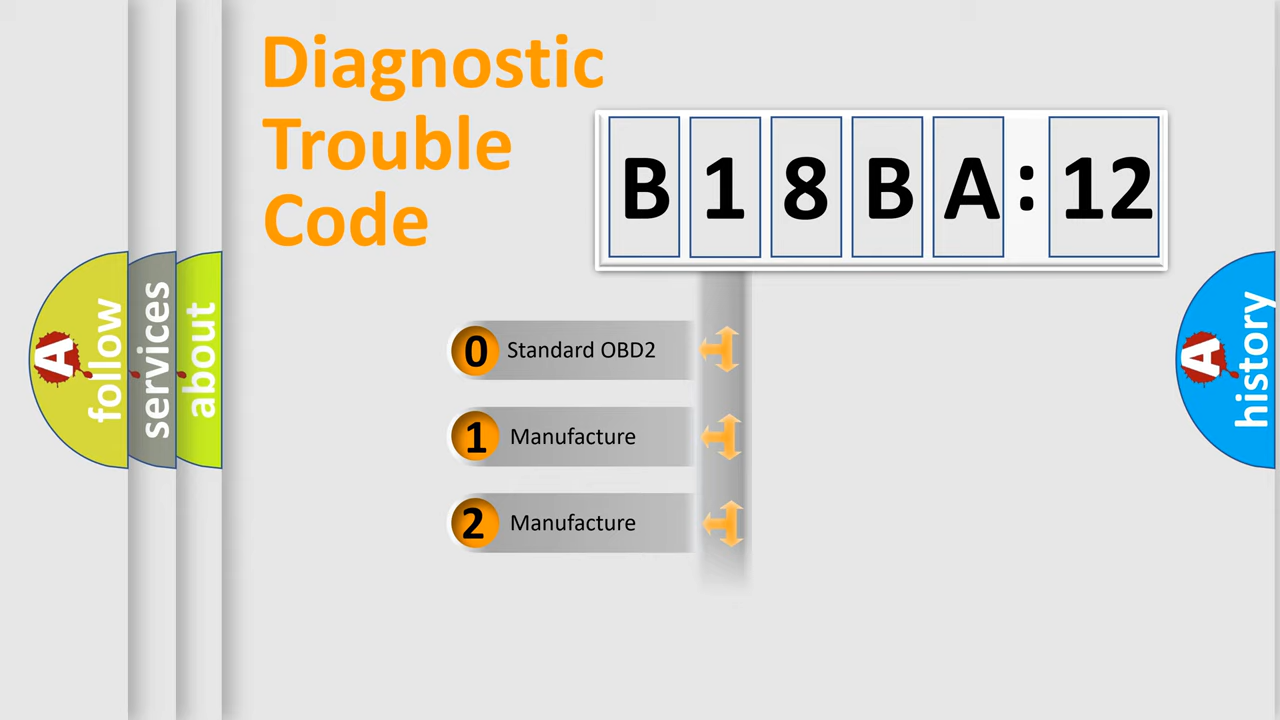 Diagnostic
Trouble
Code
B 1 8 B A : 12
0 Standard OBD2
1 Manufacture
2 Manufacture
A follow
services
about
A history